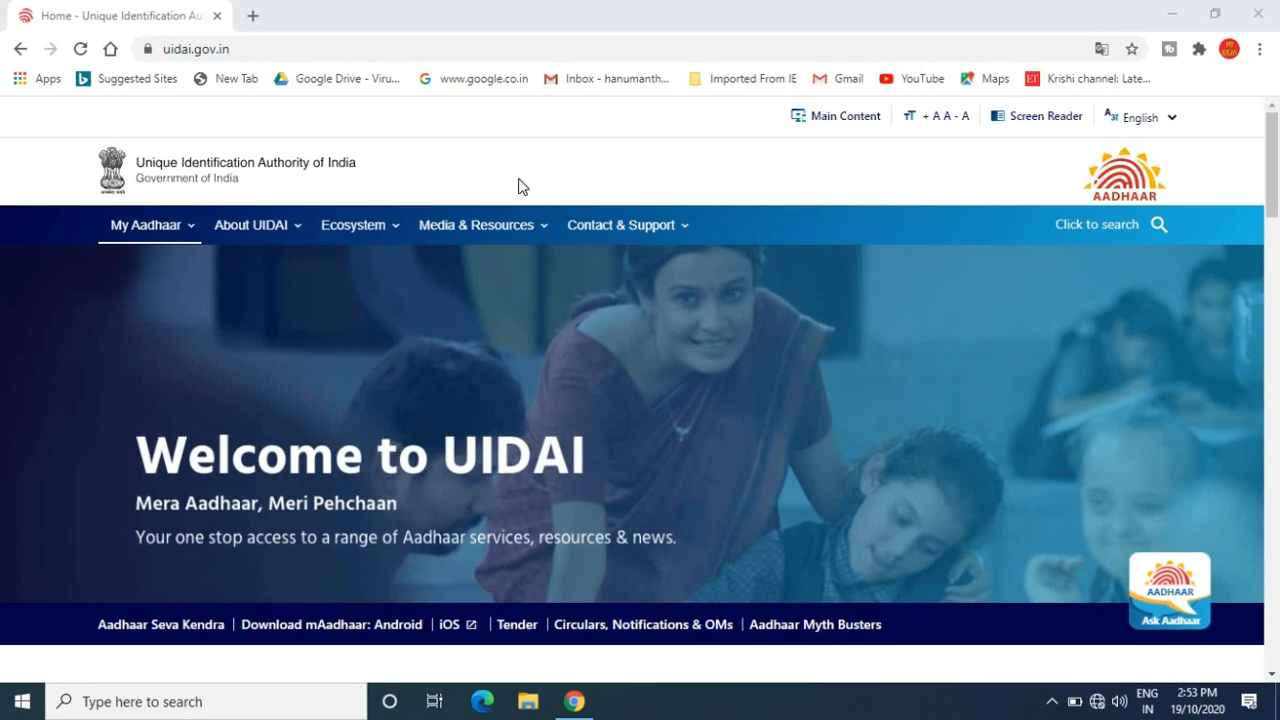 Home - Unique Identification Au
uidai.gov.in
MY IDEAS
Apps
Suggested Sites
New Tab
Google Drive - Viru...
www.google.co.in
Inbox - hanumanth...
Imported From IE
Gmail
YouTube
Maps
ET
Krishi channel: Late...
Main Content
+ A A - A
Screen Reader
English
Unique Identification Authority of India
Government of India
AADHAAR
My Aadhaar
About UIDAI
Ecosystem
Media & Resources
Contact & Support
Click to search
Welcome to UIDAI
Mera Aadhaar, Meri Pehchaan
Your one stop access to a range of Aadhaar services, resources & news.
AADHAAR
Ask Aadhaar
Aadhaar Seva Kendra
Download mAadhaar: Android
iOS
Tender
Circulars, Notifications & OMs
Aadhaar Myth Busters
Type here to search
ENG
IN
2:53 PM
19/10/2020